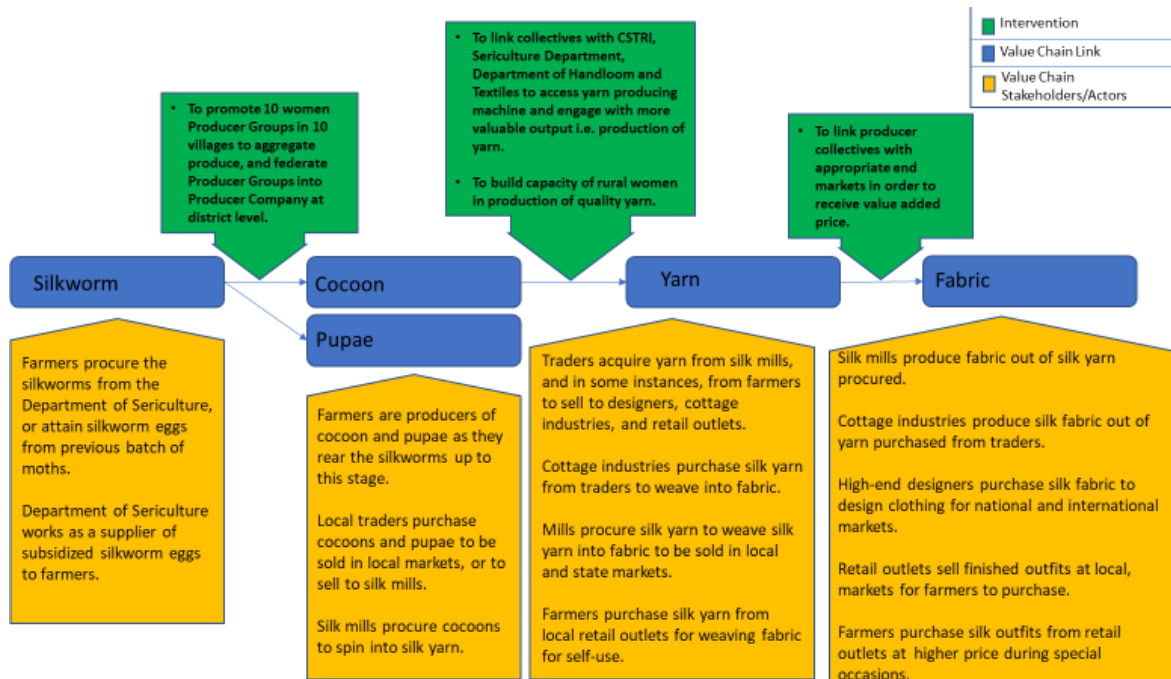 Intervention
Value Chain Link
Value Chain
Stakeholders/Actors
• To promote 10 women
Producer Groups in 10
villages to aggregate
produce, and federate
Producer Groups into
Producer Company at
district level.
• To link collectives with CSTRI,
Sericulture Department,
Department of Handloom and
Textiles to access yarn producing
machine and engage with more
valuable output i.e. production of
yarn.
• To build capacity of rural women
in production of quality yarn.
• To link producer
collectives with
appropriate end
markets in order to
receive value added
price.
Silkworm
Cocoon
Yarn
Fabric
Pupae
Farmers procure the
silkworms from the
Department of Sericulture,
or attain silkworm eggs
from previous batch of
moths.
Department of Sericulture
works as a supplier of
subsidized silkworm eggs
to farmers.
Farmers are producers of
cocoon and pupae as they
rear the silkworms up to
this stage.
Local traders purchase
cocoons and pupae to be
sold in local markets, or to
sell to silk mills.
Silk mills procure cocoons
to spin into silk yarn.
Traders acquire yarn from silk mills,
and in some instances, from farmers
to sell to designers, cottage
industries, and retail outlets.
Cottage industries purchase silk yarn
from traders to weave into fabric.
Mills procure silk yarn to weave silk
yarn into fabric to be sold in local
and state markets.
Farmers purchase silk yarn from
local retail outlets for weaving fabric
for self-use.
Silk mills produce fabric out of silk yarn
procured.
Cottage industries produce silk fabric out of
yarn purchased from traders.
High-end designers purchase silk fabric to
design clothing for national and international
markets.
Retail outlets sell finished outfits at local,
markets for farmers to purchase.
Farmers purchase silk outfits from retail
outlets at higher price during special
occasions.